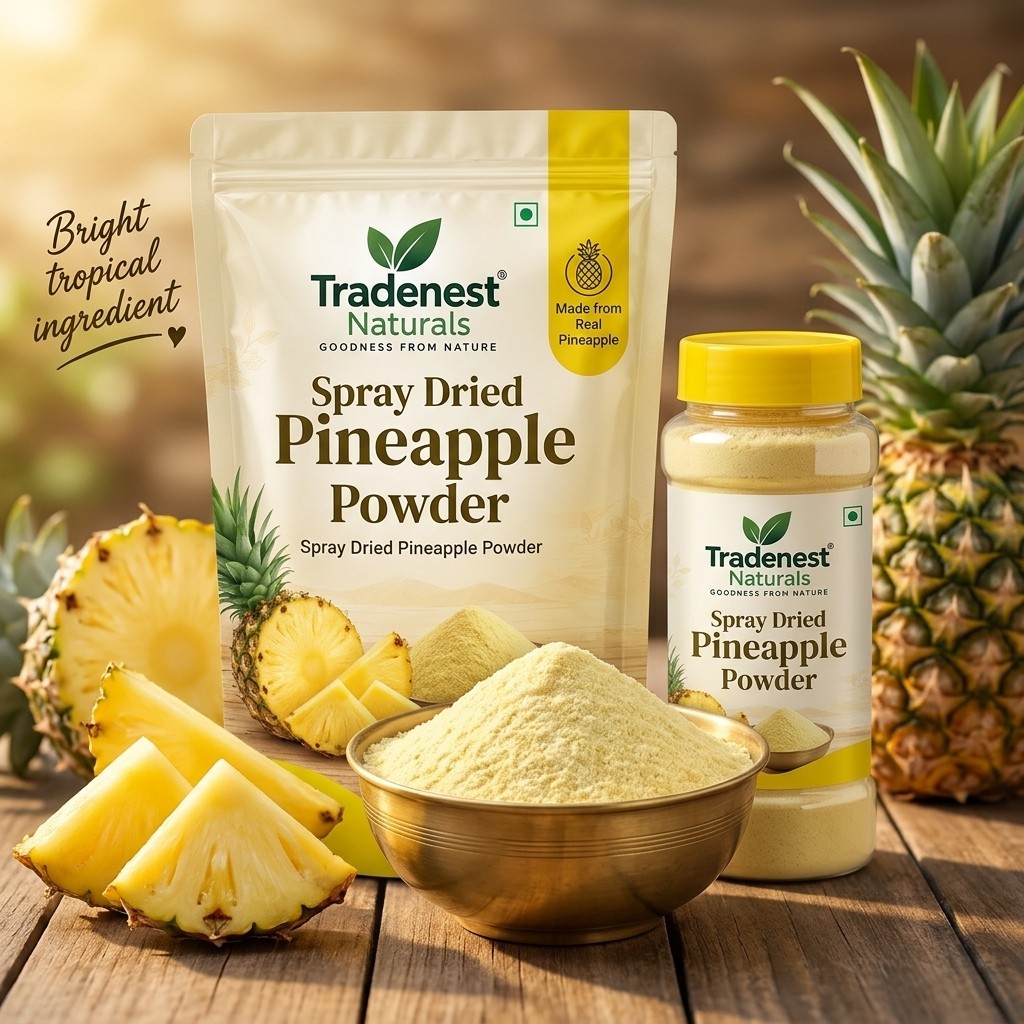 Bright
tropical
ingredient
Tradenest®
Naturals
GOODNESS FROM NATURE
Made from
Real
Pineapple
Spray Dried
Pineapple
Powder
Spray Dried Pineapple Powder
Tradenest®
Naturals
GOODNESS FROM NATURE
Spray Dried
Pineapple
Powder